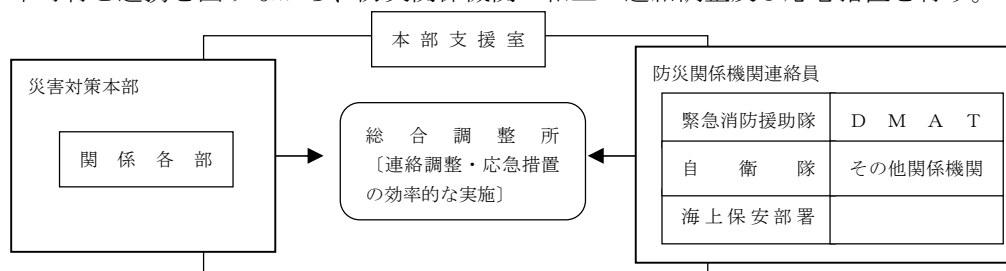 本部支援室
災害対策本部
関係各部
総合調整所
〔連絡調整・応急措置
の効率的な実施〕
防災関係機関連絡員
緊急消防援助隊 DMAT
自衛隊 その他関係機関
海上保安部署